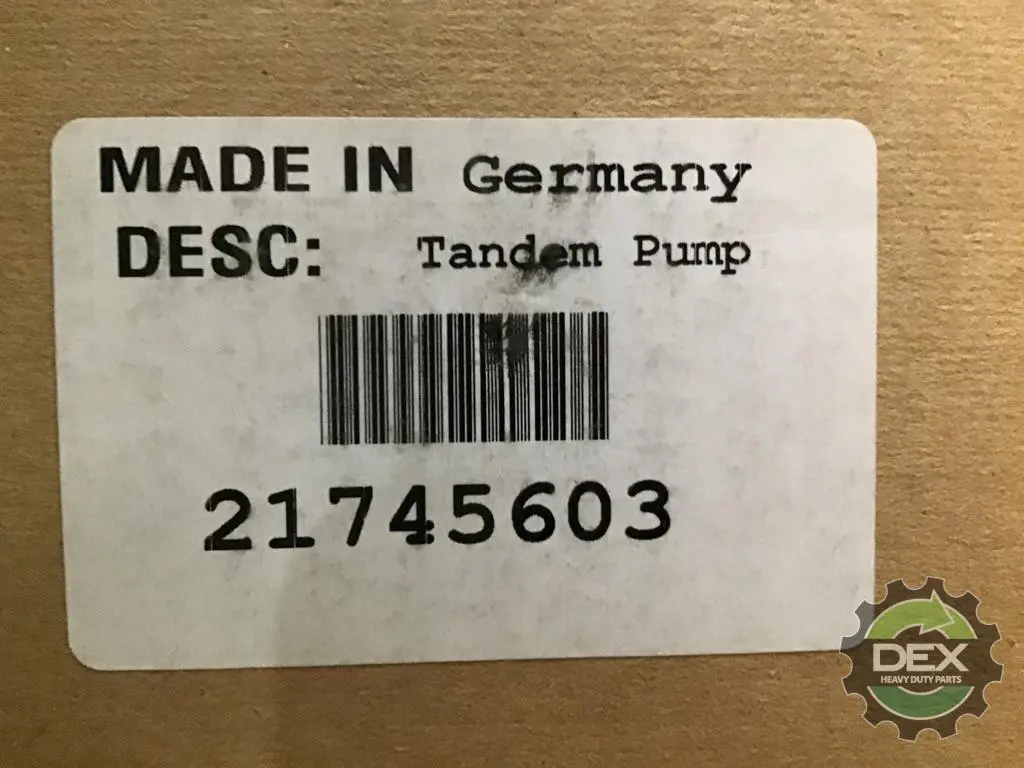 MADE IN Germany
DESC: Tandem Pump
21745603
DEX
HEAVY DUTY PARTS